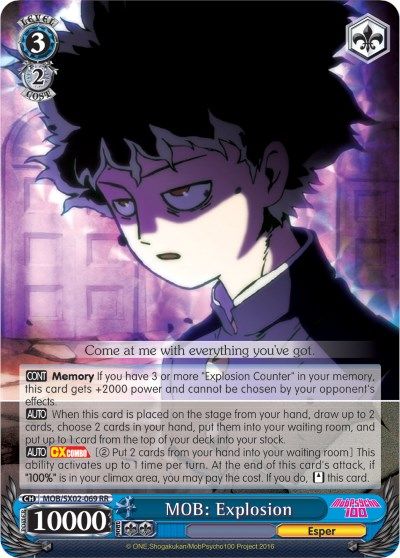 LEVEL
3
2
COST
Come at me with everything you've got.
CONT Memory If you have 3 or more "Explosion Counter" in your memory,
this card gets +2000 power and cannot be chosen by your opponent's
effects.
AUTO When this card is placed on the stage from your hand, draw up to 2
cards, choose 2 cards in your hand, put them into your waiting room, and
put up to 1 card from the top of your deck into your stock.
AUTO CXCOMBO [② Put 2 cards from your hand into your waiting room] This
ability activates up to 1 time per turn. At the end of this card's attack, if
"100%" is in your climax area, you may pay the cost. If you do, this card.
CH MOB/SX02-069 RR
POWER 10000
MOB: Explosion
MobPsycho 100
Esper
© ONE,Shogakukan/MobPsycho100 Project 2016